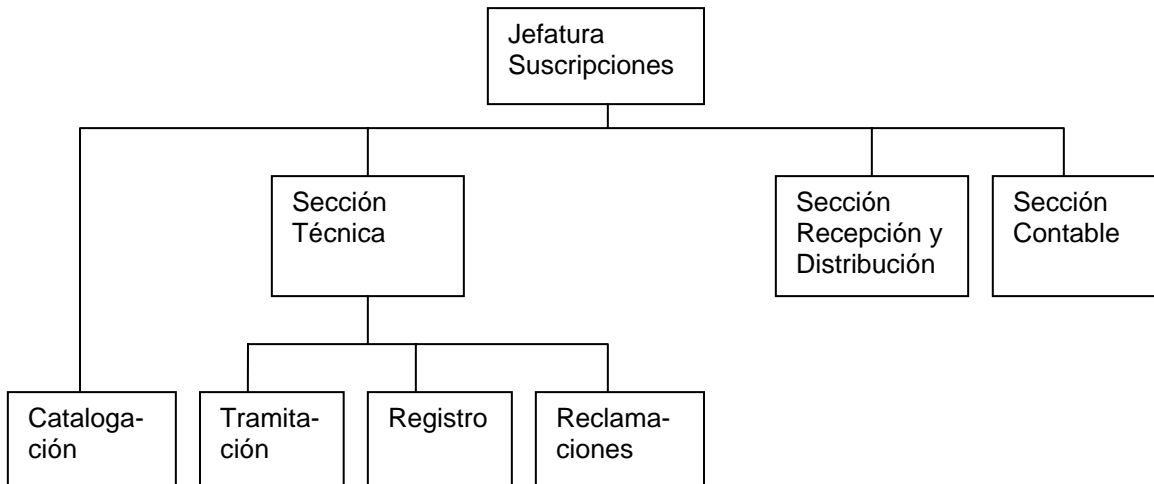 Jefatura
Suscripciones
Sección
Técnica
Sección
Recepción y
Distribución
Sección
Contable
Cataloga-
ción
Tramita-
ción
Registro
Reclama-
ciones